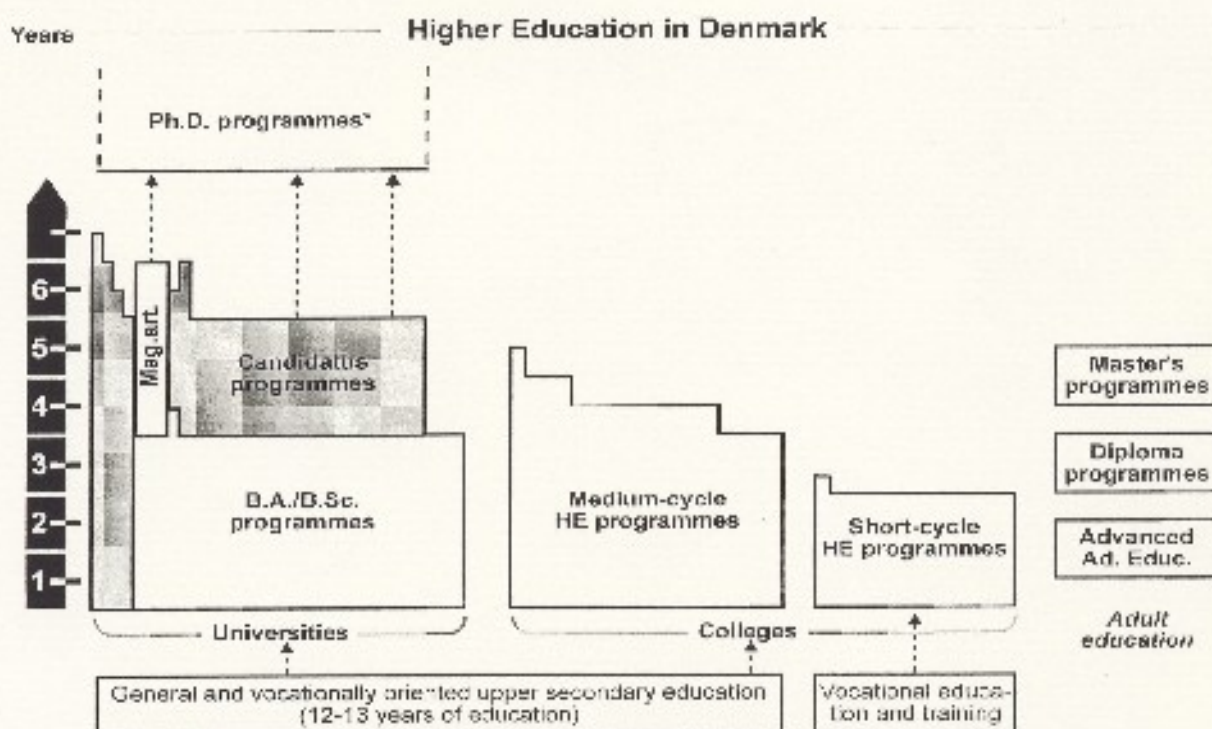 Years
Higher Education in Denmark
Ph.D. programmes*
6
5
4
3
2
1
Mag.art.
Candidatus
programmes
B.A./B.Sc.
programmes
Medium-cycle
HE programmes
Short-cycle
HE programmes
Master's
programmes
Diploma
programmes
Advanced
Ad. Educ.
Adult
education
Universities
Colleges
General and vocationally oriented upper secondary education
(12-13 years of education)
Vocational educa-
tion and training